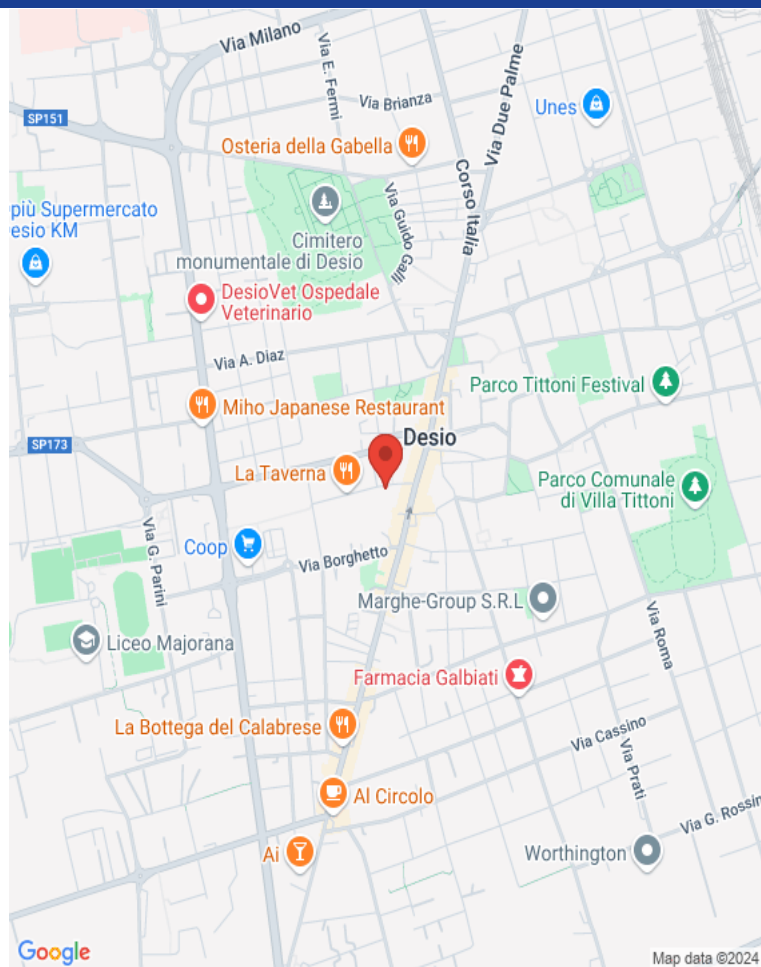 Via Milano
Via E. Fermi
Via Due Palme
Via Brianza
Unes
SP151
Osteria della Gabella
Corso Italia
Via Guido Galli
più Supermercato
esio KM
Cimitero
monumentale di Desio
DesioVet Ospedale
Veterinario
Via A. Diaz
Parco Tittoni Festival
Miho Japanese Restaurant
Desio
SP173
La Taverna
Parco Comunale
di Villa Tittoni
Via G. Parini
Coop
Via Borghetto
Marghe-Group S.R.L
Liceo Majorana
Via Roma
Farmacia Galbiati
La Bottega del Calabrese
Via Cassino
Via Prati
Al Circolo
Via G. Rossin
Ai
Worthington
Google
Map data ©2024